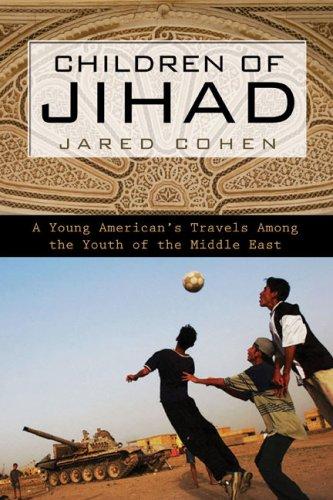 CHILDREN OF
JIHAD
JARED COHEN
A Young American's Travels Among
the Youth of the Middle East